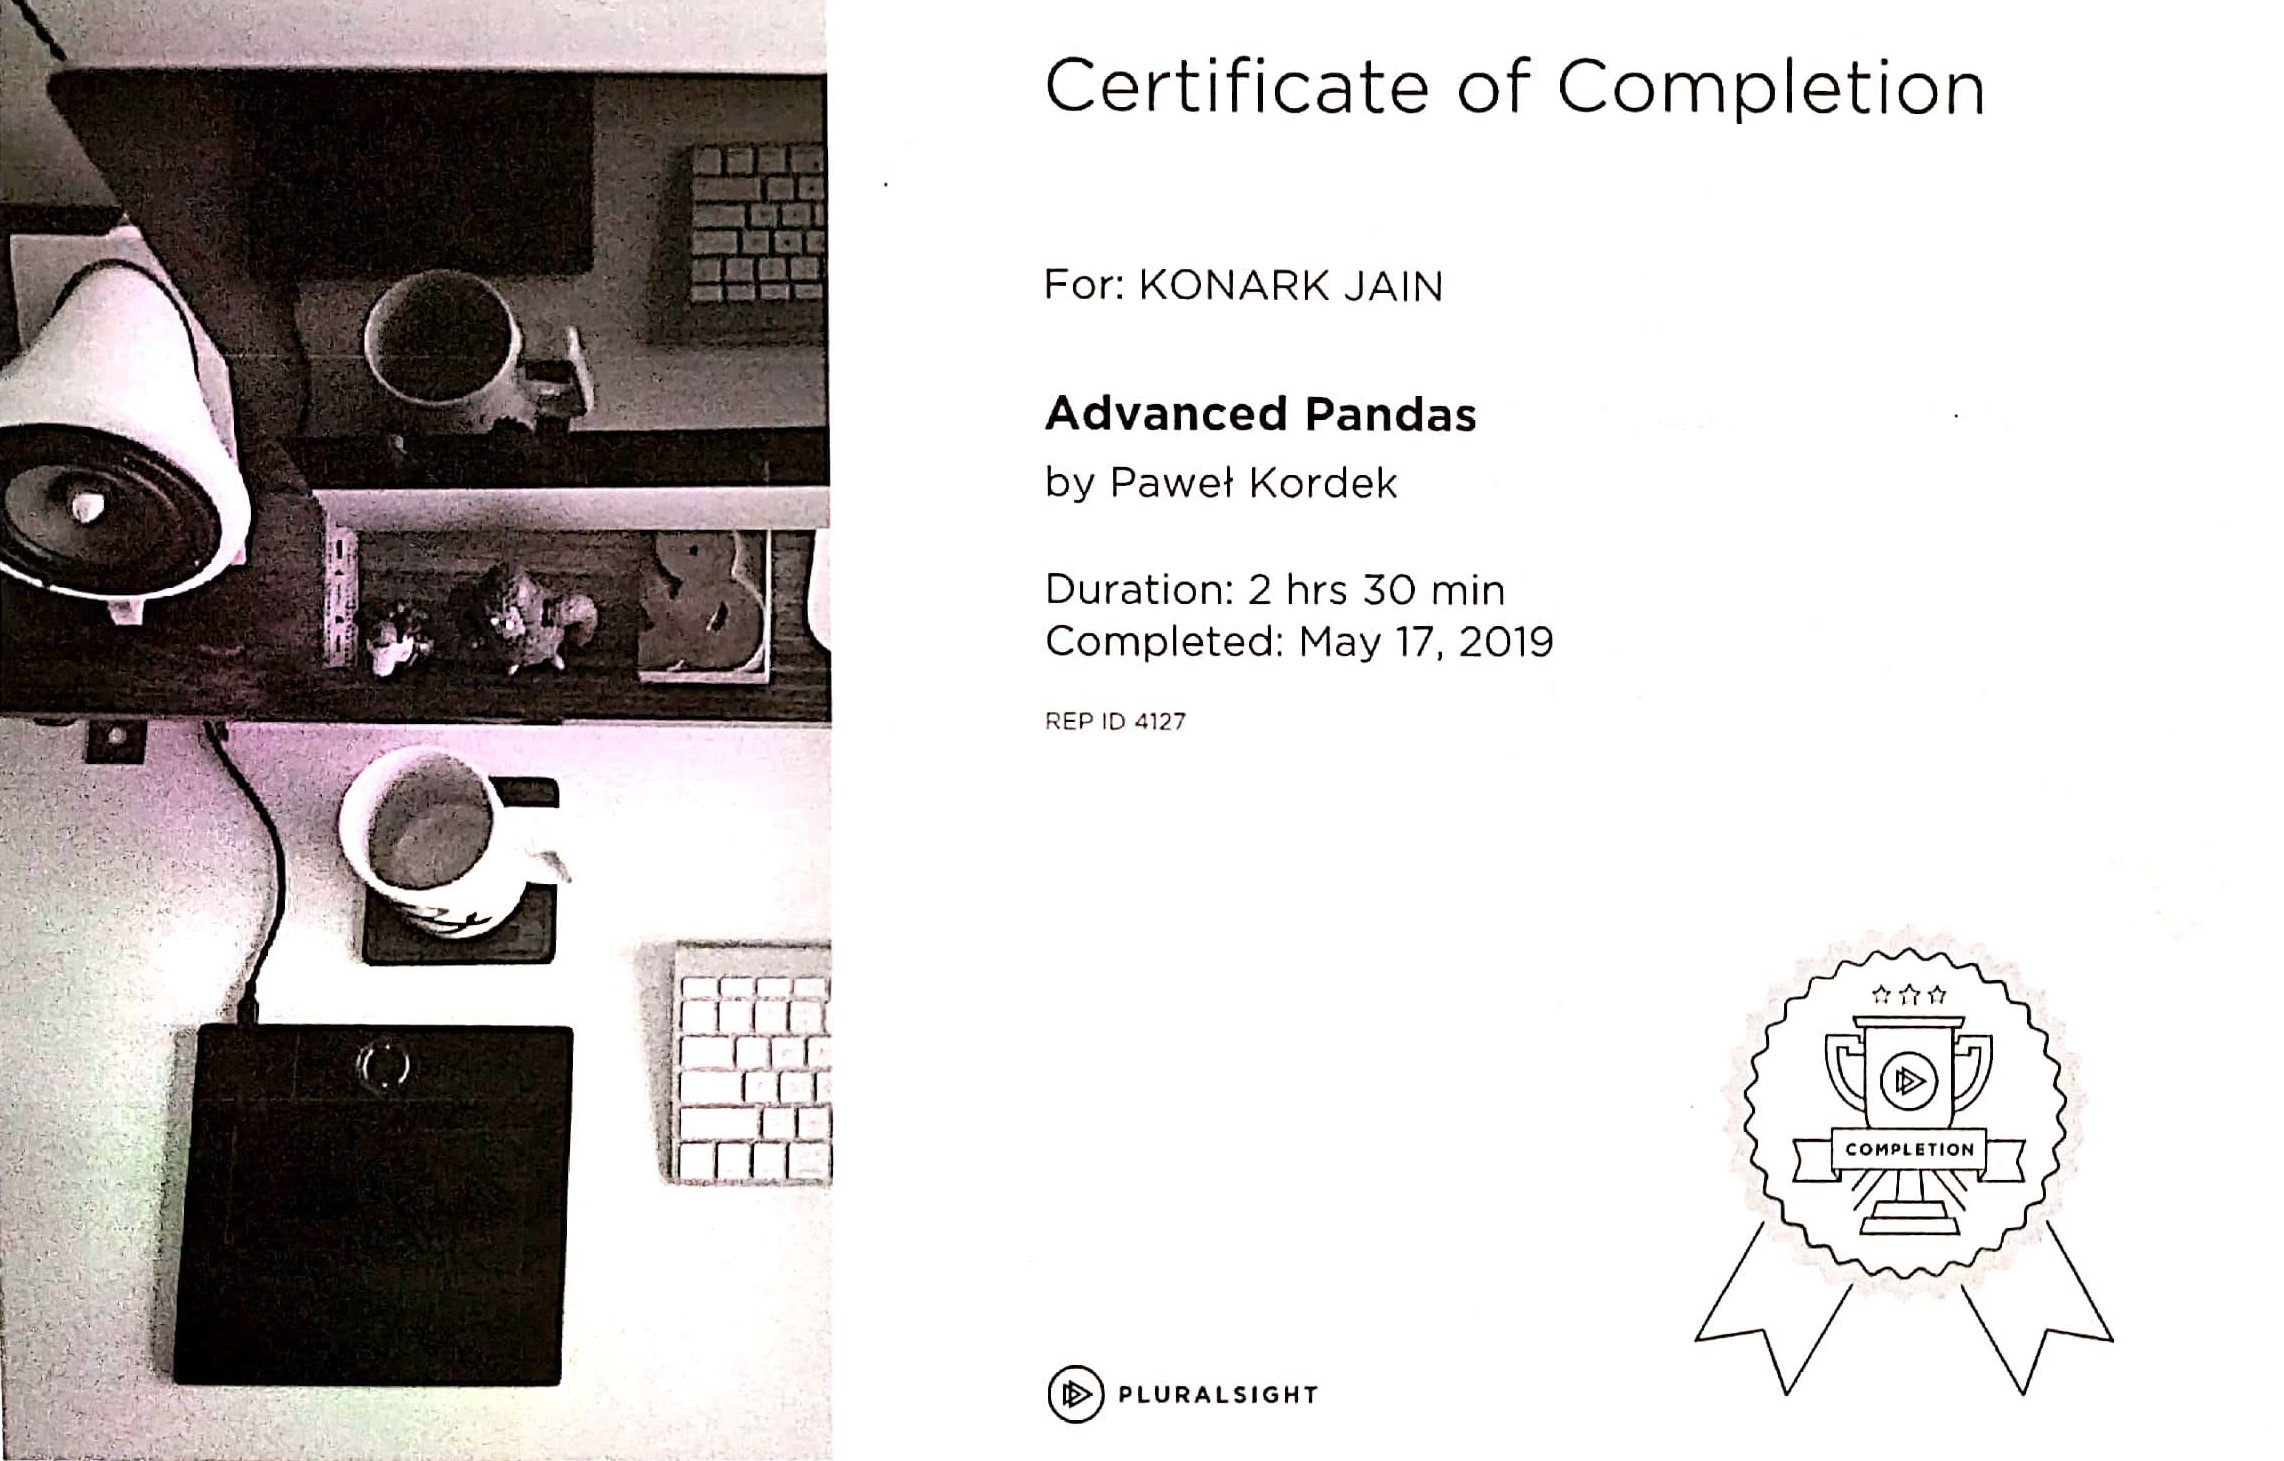 Certificate of Completion
For: KONARK JAIN
Advanced Pandas
by Paweł Kordek
Duration: 2 hrs 30 min
Completed: May 17, 2019
REP ID 4127
COMPLETION
PLURALSIGHT